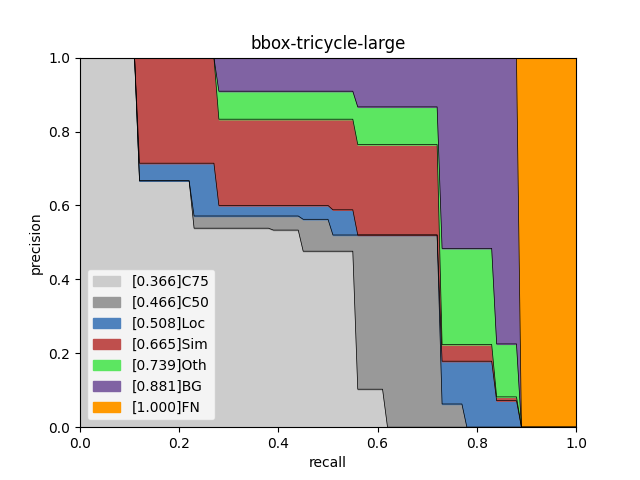 bbox-tricycle-large
1.0
0.8
0.6
0.4
0.2
0.0
precision
[0.366]C75
[0.466]C50
[0.508]Loc
[0.665]Sim
[0.739]Oth
[0.881]BG
[1.000]FN
0.0 0.2 0.4 0.6 0.8 1.0
recall